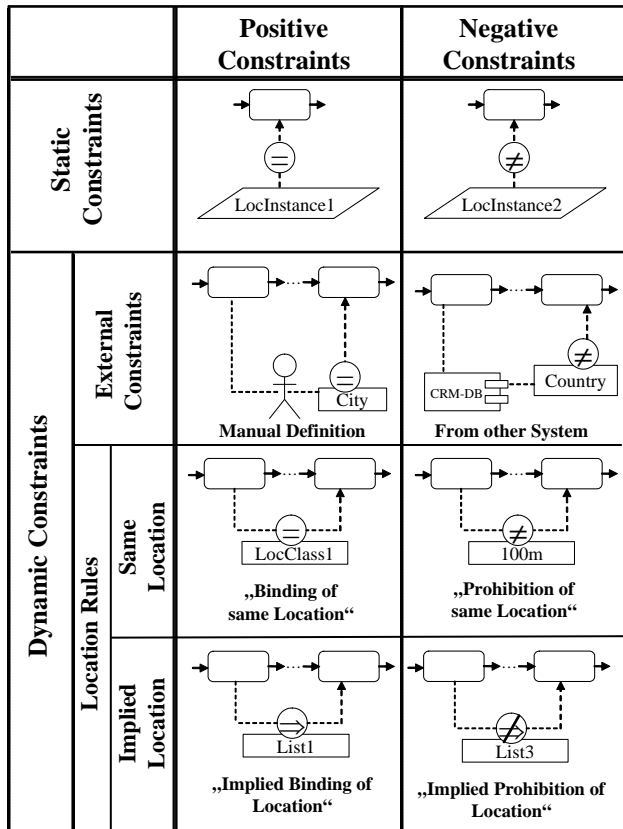 Positive
Constraints
Negative
Constraints
Static
Constraints
=
LocInstance1
≠
LocInstance2
Dynamic Constraints
External
Constraints
...
=
City
Manual Definition
...
≠
CRM-DB
Country
From other System
Location Rules
Same
Location
...
=
LocClass1
„Binding of
same Location“
...
≠
100m
„Prohibition of
same Location“
Implied
Location
...
⇒
List1
„Implied Binding of
Location“
...
⇏
List3
„Implied Prohibition of
Location“